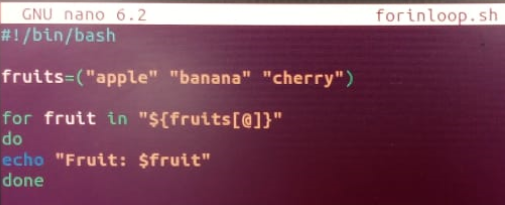 GNU nano 6.2 forinloop.sh
#!/bin/bash
fruits=("apple" "banana" "cherry")
for fruit in "${fruits[@]}"
do
echo "Fruit: $fruit"
done